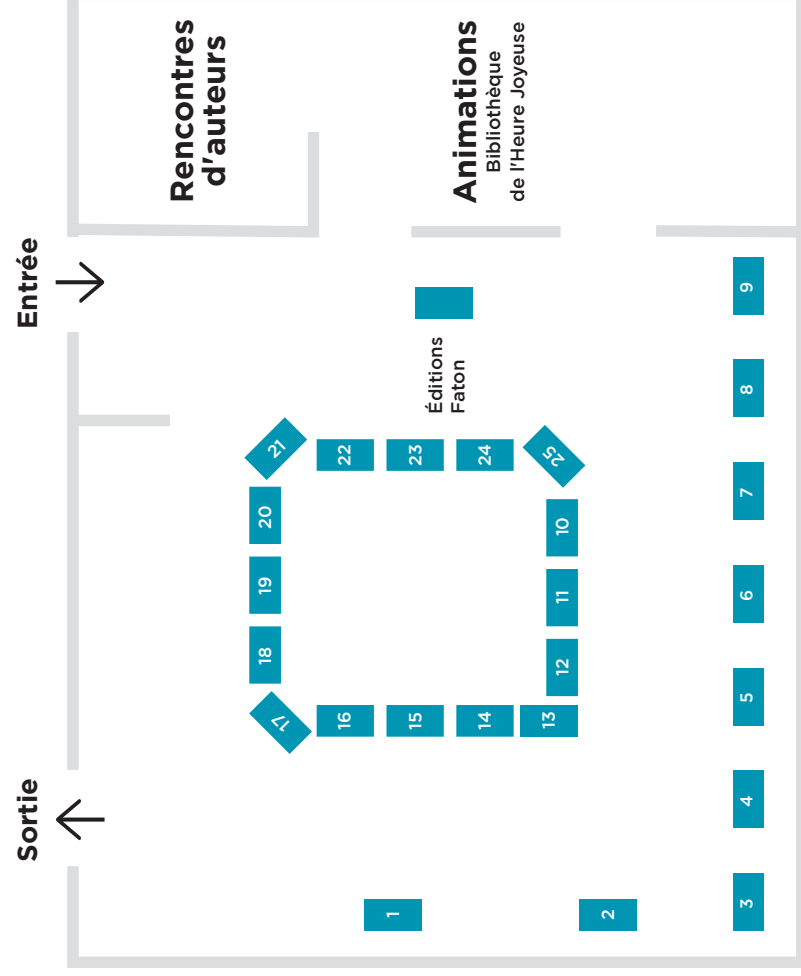 Rencontres
d'auteurs
Animations
Bibliothèque
de l'Heure Joyeuse
Entrée
Éditions
Faton
Sortie
9
8
7
6
5
4
3
21
22
23
24
25
20
19
18
10
11
12
17
16
15
14
13
1
2